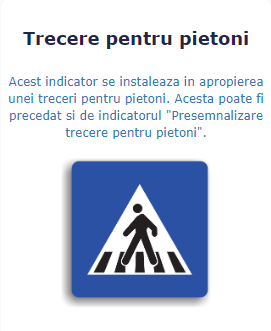 Trecere pentru pietoni
Acest indicator se instaleaza in apropierea
unei treceri pentru pietoni. Acesta poate fi
precedat si de indicatorul "Presemnalizare
trecere pentru pietoni".